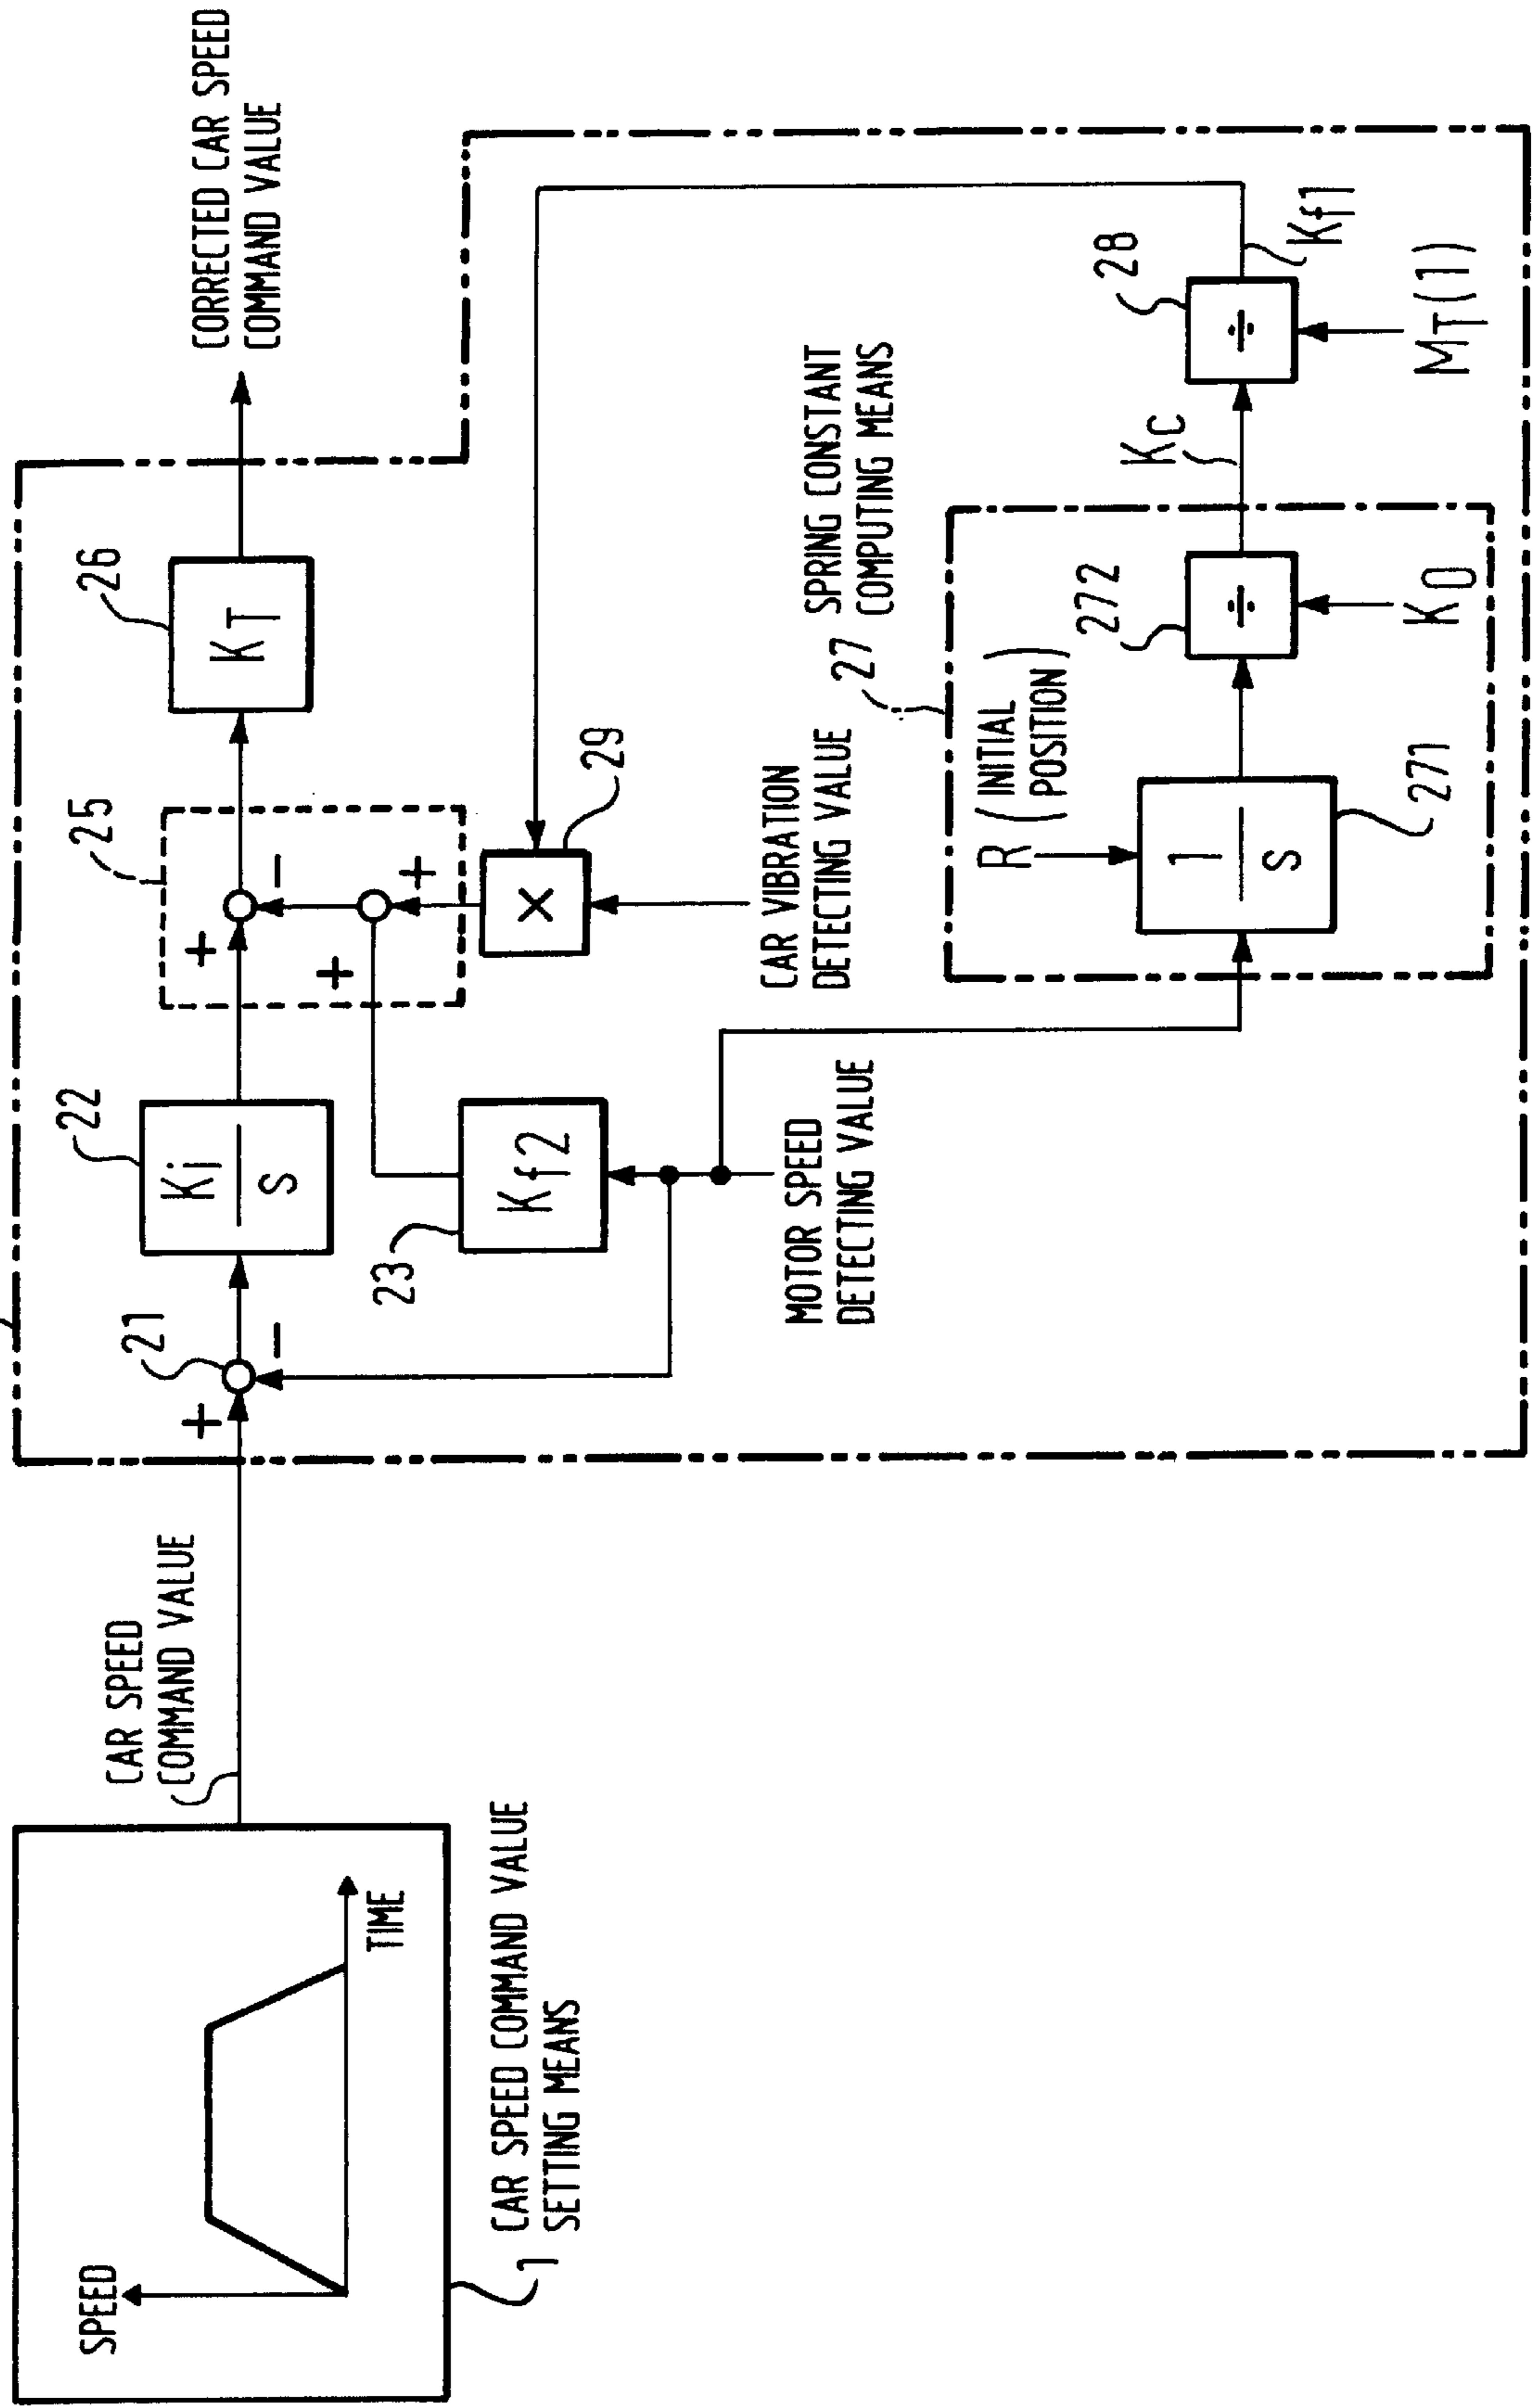 SPEED
TIME
1 CAR SPEED COMMAND VALUE
SETTING MEANS
CAR SPEED
COMMAND VALUE
+
21
−
22
Ki
s
23
Kf2
MOTOR SPEED
DETECTING VALUE
25
+
−
+
+
×
29
CAR VIBRATION
DETECTING VALUE
26
KT
CORRECTED CAR SPEED
COMMAND VALUE
27 SPRING CONSTANT
COMPUTING MEANS
R (INITIAL
POSITION)
1
s
271
272
÷
K0
KC
28
÷
Kf1
MT(1)